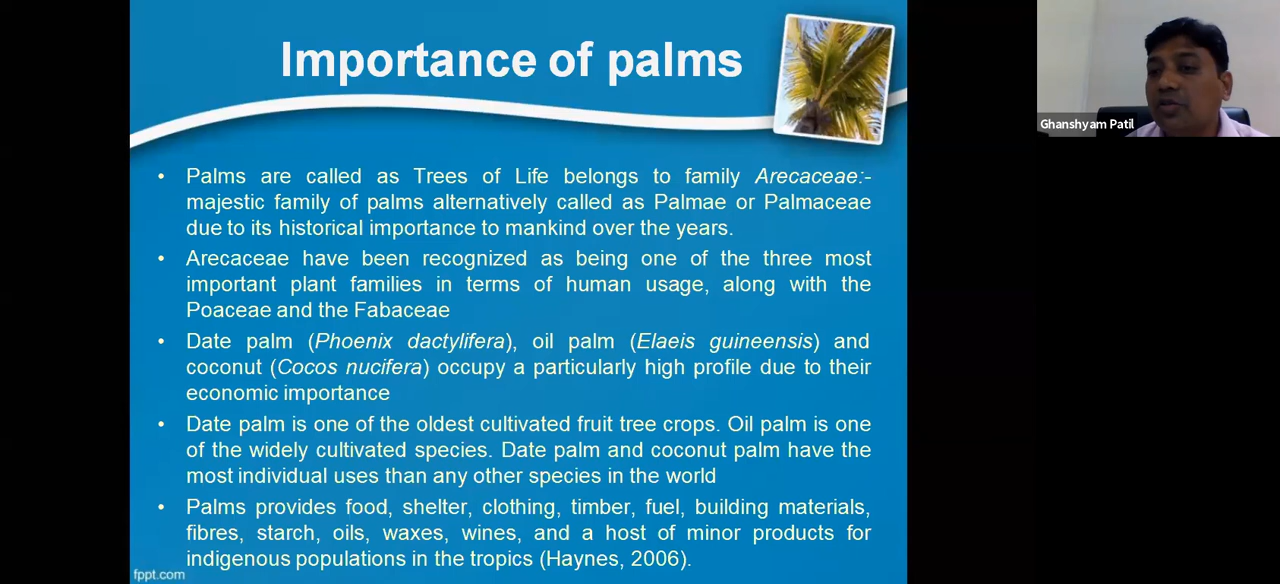 Importance of palms
Ghanshyam Patil
• Palms are called as Trees of Life belongs to family Arecaceae:-
majestic family of palms alternatively called as Palmae or Palmaceae
due to its historical importance to mankind over the years.
• Arecaceae have been recognized as being one of the three most
important plant families in terms of human usage, along with the
Poaceae and the Fabaceae
• Date palm (Phoenix dactylifera), oil palm (Elaeis guineensis) and
coconut (Cocos nucifera) occupy a particularly high profile due to their
economic importance
• Date palm is one of the oldest cultivated fruit tree crops. Oil palm is one
of the widely cultivated species. Date palm and coconut palm have the
most individual uses than any other species in the world
• Palms provides food, shelter, clothing, timber, fuel, building materials,
fibres, starch, oils, waxes, wines, and a host of minor products for
indigenous populations in the tropics (Haynes, 2006).
fppt.com